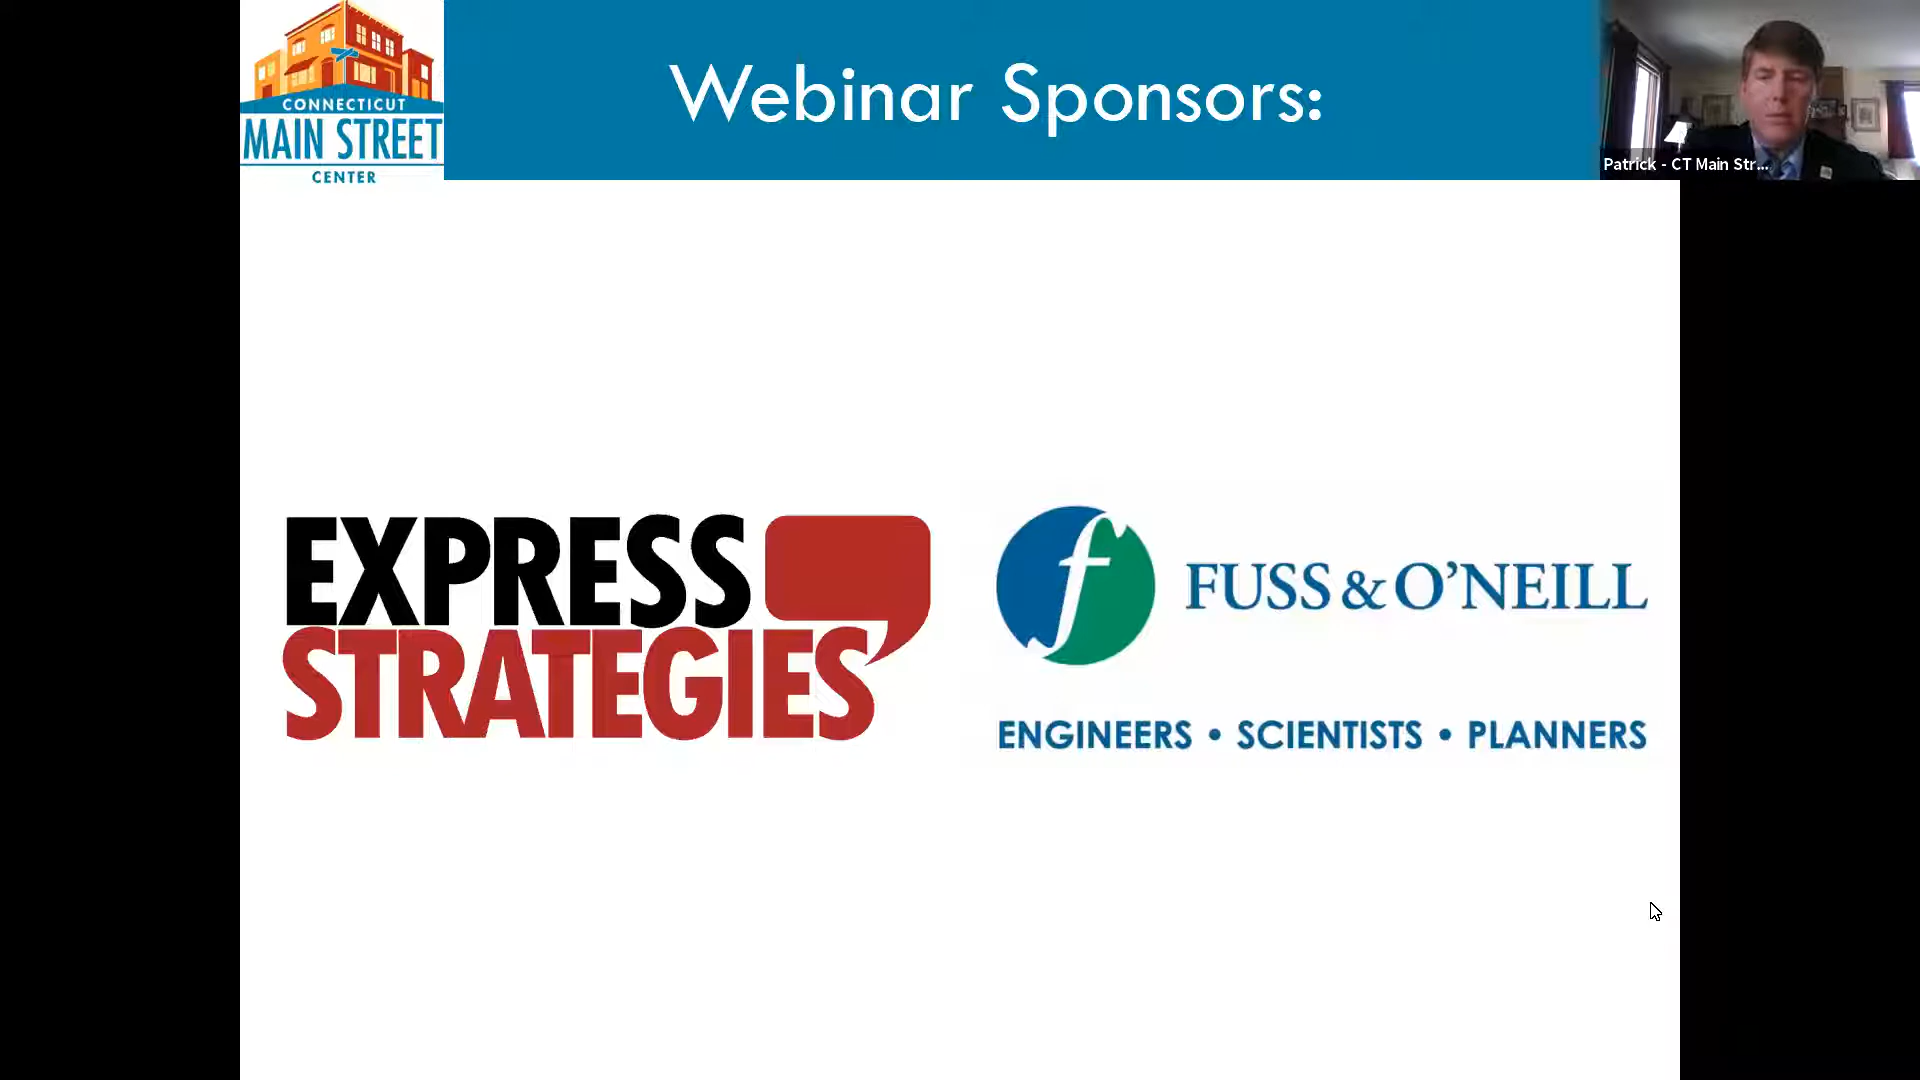 CONNECTICUT
MAIN STREET
CENTER
Webinar Sponsors:
Patrick - CT Main Str...
EXPRESS
STRATEGIES
f
FUSS & O'NEILL
ENGINEERS • SCIENTISTS • PLANNERS